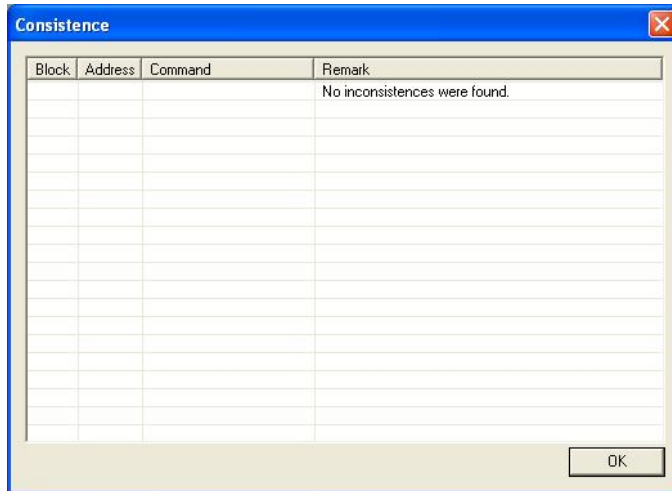 Consistence
Block Address Command Remark
No inconsistences were found.
OK